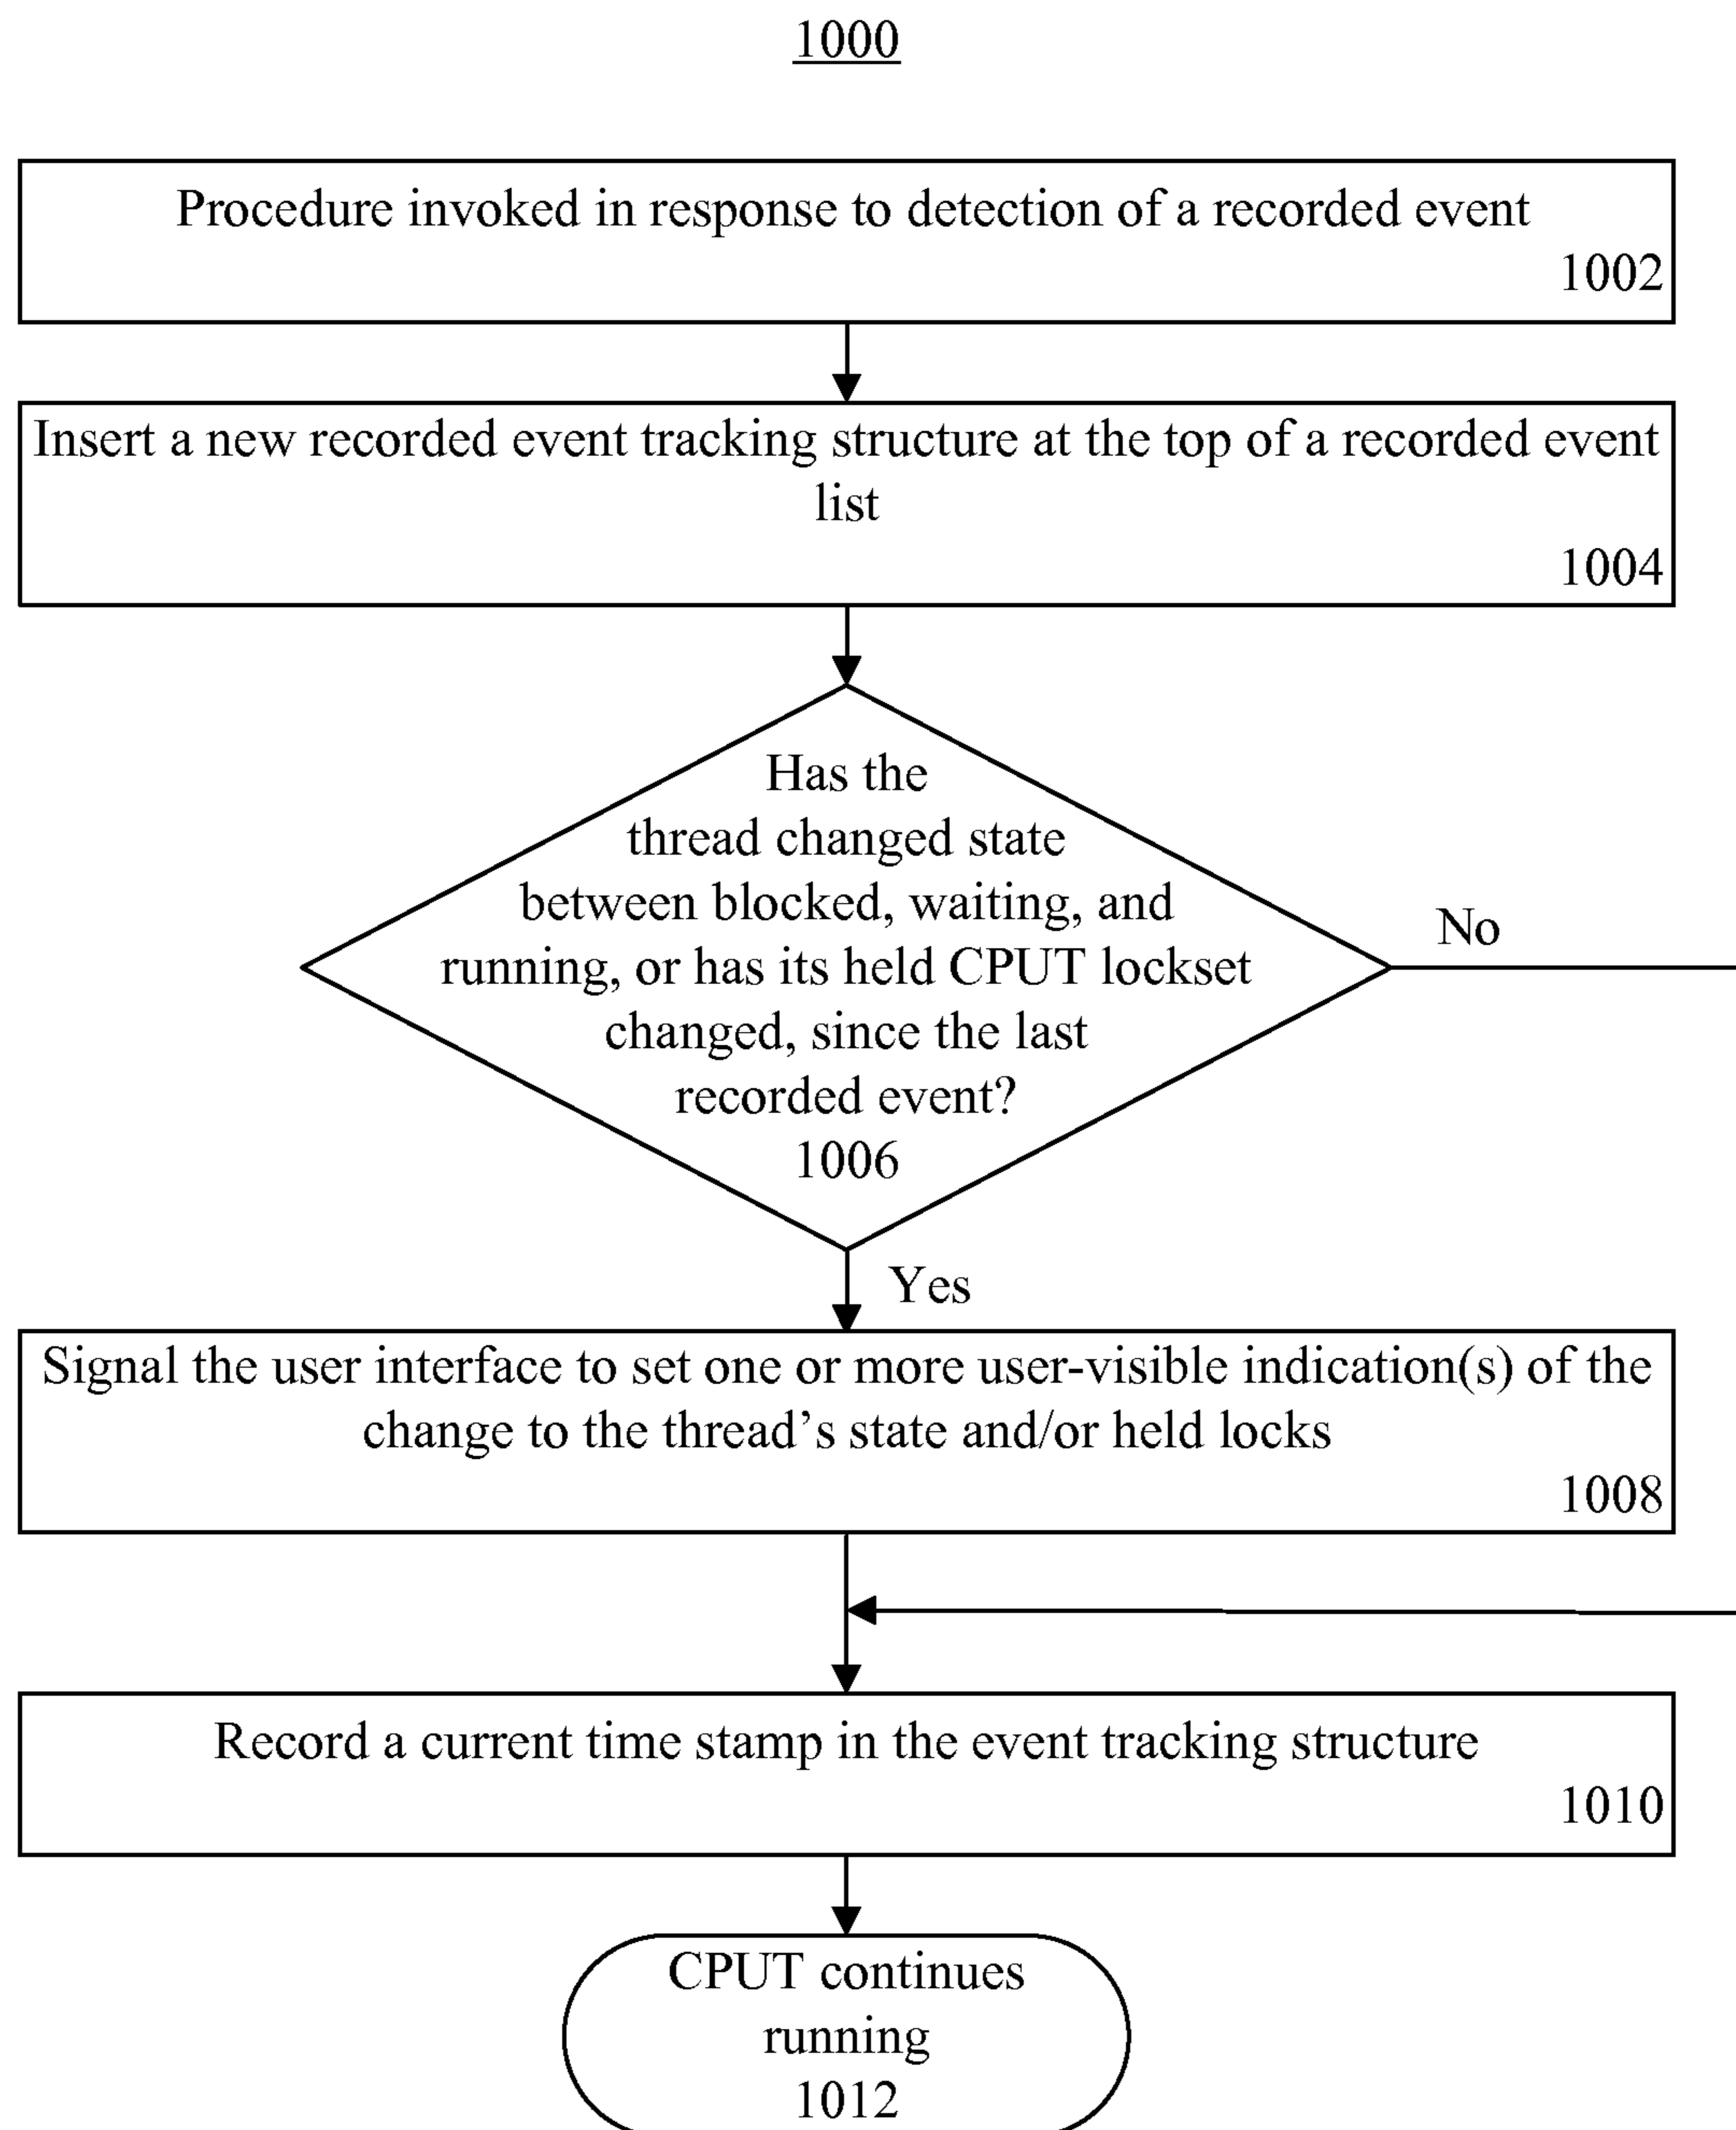 1000
Procedure invoked in response to detection of a recorded event
1002
Insert a new recorded event tracking structure at the top of a recorded event
list
1004
Has the
thread changed state
between blocked, waiting, and
running, or has its held CPUT lockset
changed, since the last
recorded event?
1006
No
Yes
Signal the user interface to set one or more user-visible indication(s) of the
change to the thread’s state and/or held locks
1008
Record a current time stamp in the event tracking structure
1010
CPUT continues
running
1012